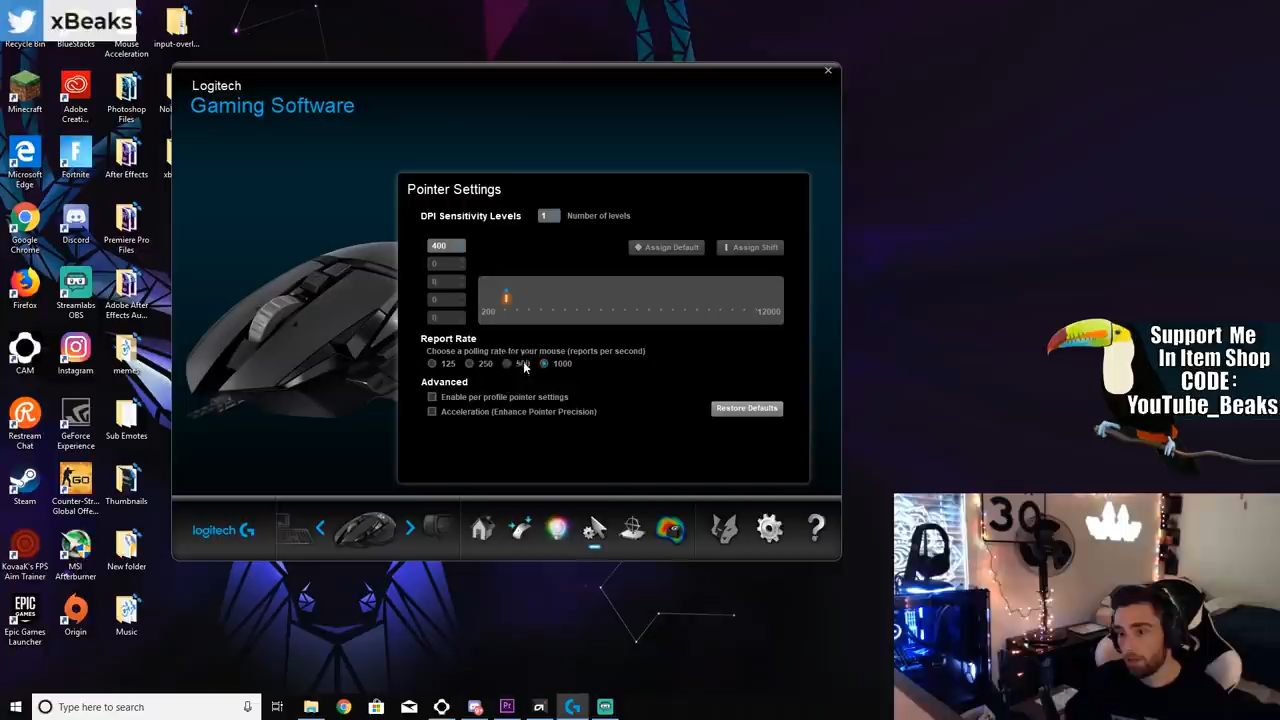 xBeaks
Recycle Bin
BlueStacks
Mouse
Acceleration
input-overl...
Minecraft
Adobe
Creati...
Photoshop
Files
Microsoft
Edge
Fortnite
After Effects
Google
Chrome
Discord
Premire Pro
Files
Firefox
Streamlabs
OBS
Adobe After
Effects Au...
CAM
Instagram
memes
Restream
Chat
GeForce
Experience
Sub Emotes
Steam
Counter-Str...
Global Offe...
Thumbnails
KovaaK's FPS
Aim Trainer
MSI
Afterburner
New folder
Epic Games
Launcher
Origin
Music
Logitech
Gaming Software
Pointer Settings
DPI Sensitivity Levels 1 Number of levels
400
0
0
0
0
Assign Default Assign Shift
200 12000
Report Rate
Choose a polling rate for your mouse (reports per second)
125 250 500 1000
Advanced
Enable per profile pointer settings
Acceleration (Enhance Pointer Precision)
Restore Defaults
logitech G
Support Me
In Item Shop
CODE:
YouTube_Beaks
30
Type here to search